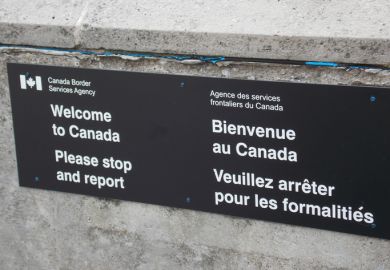 Canada Border
Services Agency
Welcome
to Canada
Please stop
and report
Agence des services
frontaliers du Canada
Bienvenue
au Canada
Veuillez arrêter
pour les formalitiés